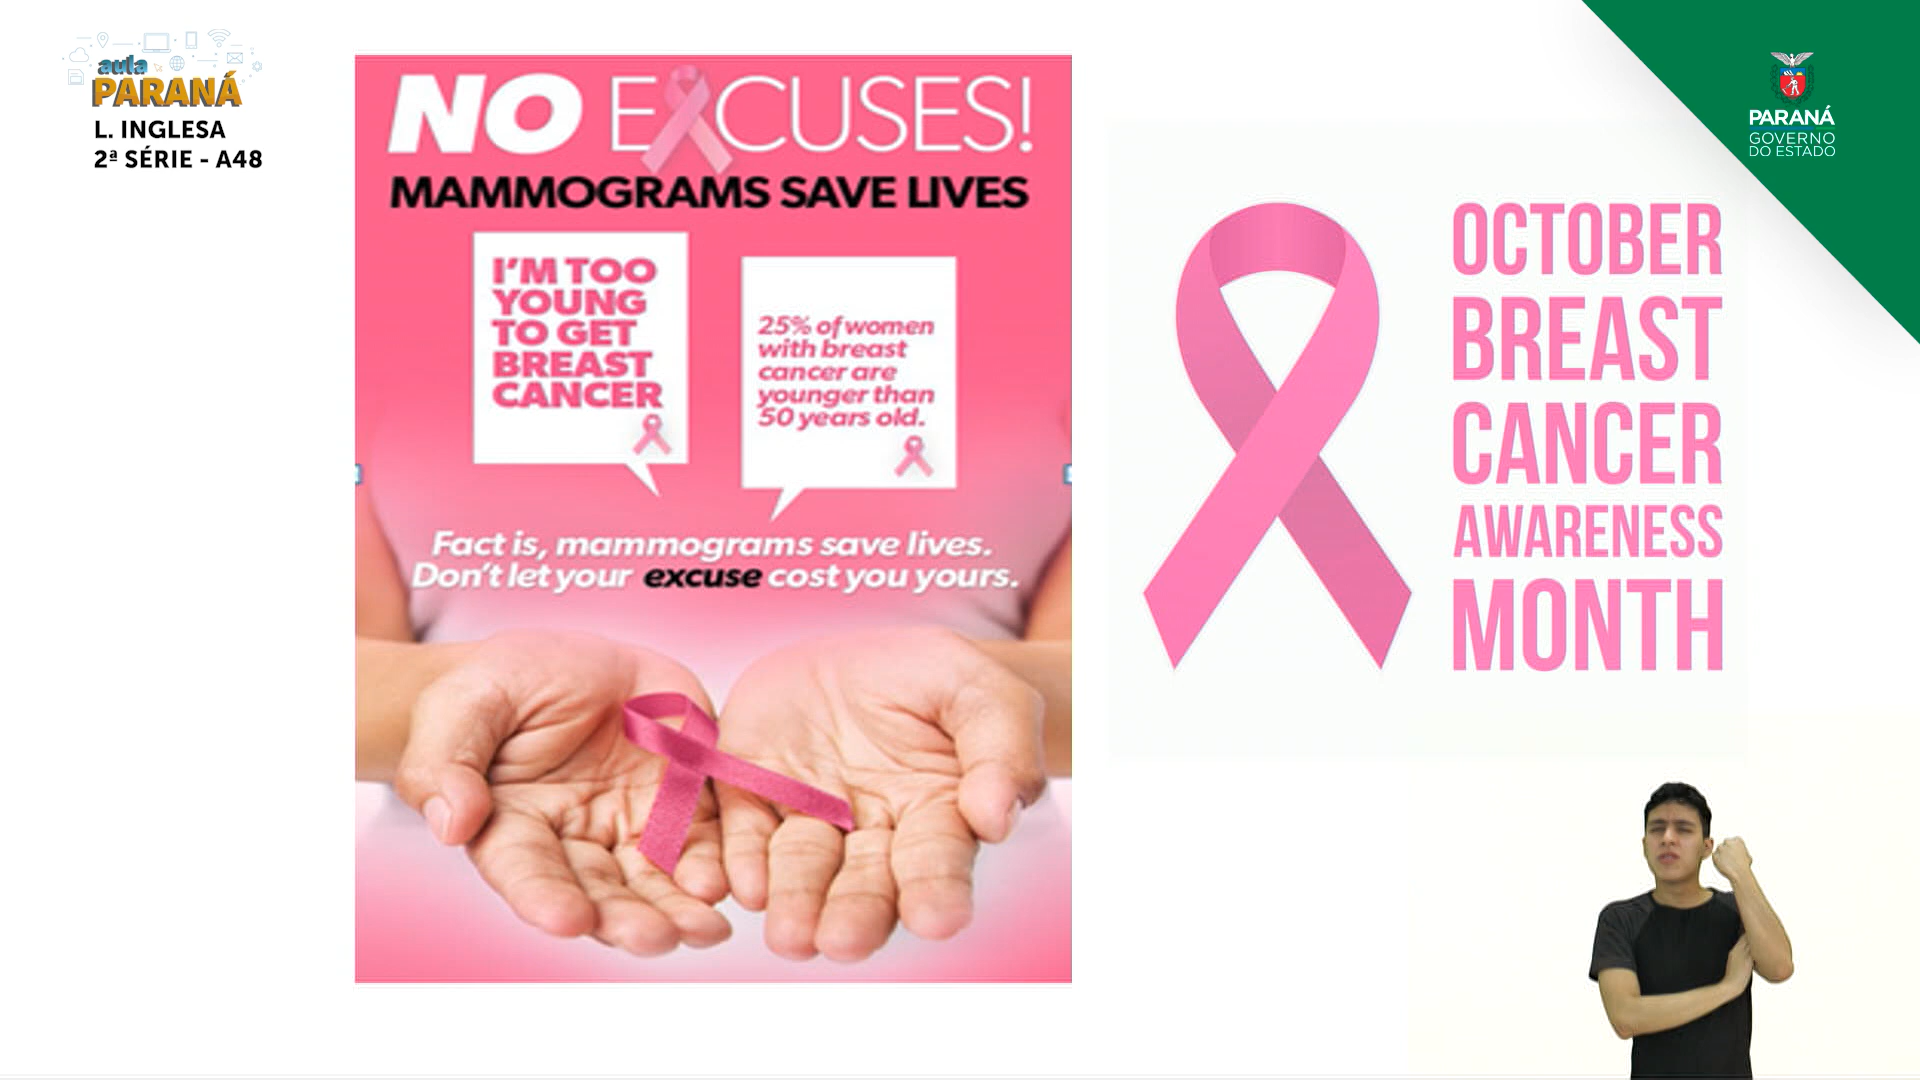 aula
PARANÁ
L. INGLESA
2ª SÉRIE - A48
NO EXCUSES!
MAMMOGRAMS SAVE LIVES
I'M TOO
YOUNG
TO GET
BREAST
CANCER
25% of women
with breast
cancer are
younger than
50 years old.
Fact is, mammograms save lives.
Don't let your excuse cost you yours.
OCTOBER
BREAST
CANCER
AWARENESS
MONTH
PARANÁ
GOVERNO
DO ESTADO